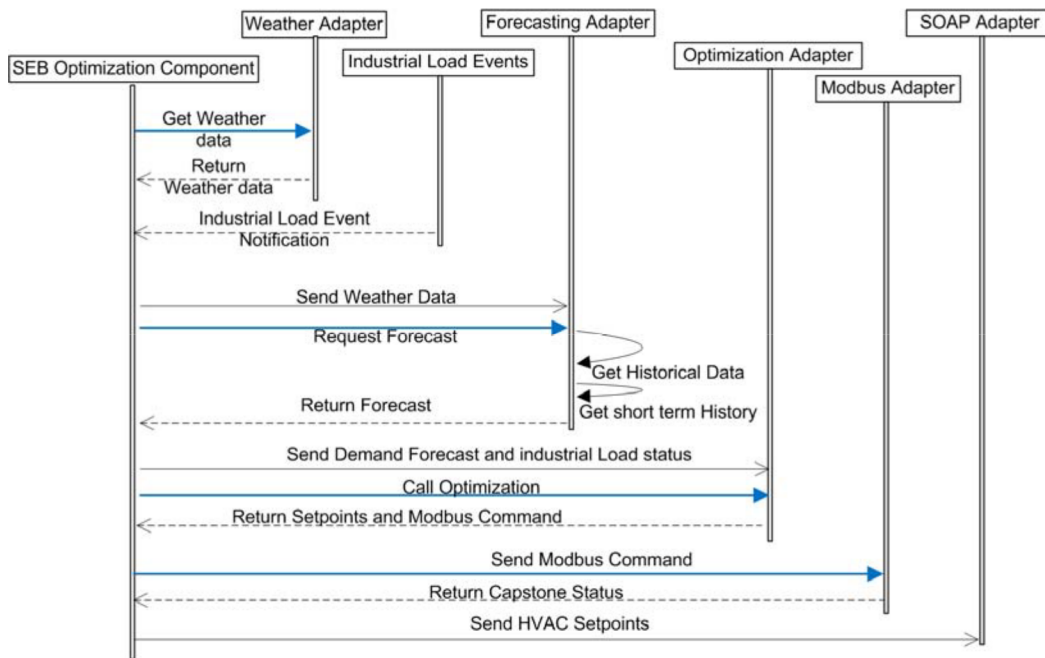 Weather Adapter
Forecasting Adapter
SOAP Adapter
SEB Optimization Component
Industrial Load Events
Optimization Adapter
Modbus Adapter
Get Weather
data
Return
Weather data
Industrial Load Event
Notification
Send Weather Data
Request Forecast
Get Historical Data
Return Forecast
Get short term History
Send Demand Forecast and industrial Load status
Call Optimization
Return Setpoints and Modbus Command
Send Modbus Command
Return Capstone Status
Send HVAC Setpoints